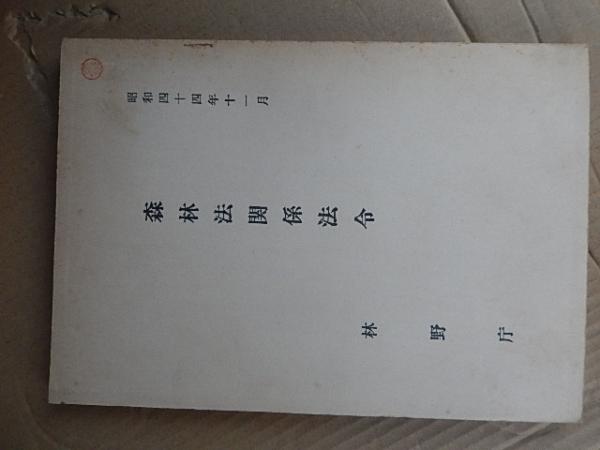 昭和四十四年十一月
森林法関係法令
林野庁